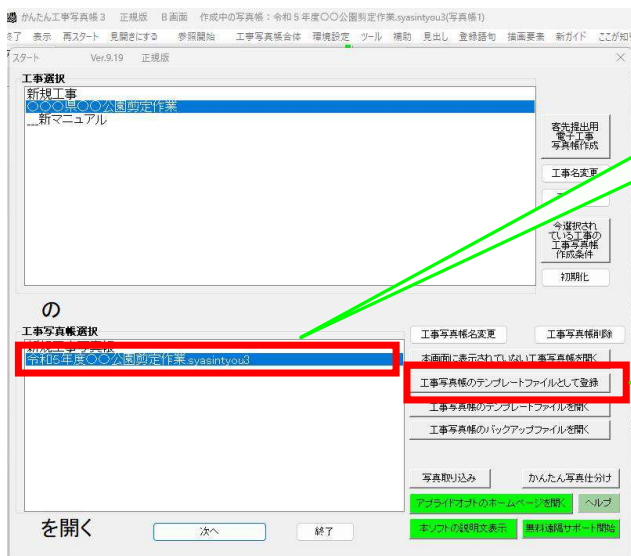 かんたん工事写真帳3 正規版 B画面 作成中の写真帳:令和5年度〇〇公園剪定作業.syasintyou3(写真帳1)
終了 表示 再スタート 見開きにする 参照開始 工事写真帳合体 環境設定 ツール 補助 見出し 登録語句 描画要素 新ガイド ここが知
スタート Ver.9.19 正規版
工事選択
新規工事
〇〇〇県〇〇公園剪定作業
__新マニュアル
客先提出用
電子工事
写真帳作成
工事名変更
今選択され
ている工事の
工事写真帳
作成条件
初期化
の
工事写真帳選択
新規工事写真帳
令和5年度〇〇公園剪定作業.syasintyou3
工事写真帳名変更
工事写真帳削除
本画面に表示されていない工事写真帳を開く
工事写真帳のテンプレートファイルとして登録
工事写真帳のテンプレートファイルを開く
工事写真帳のバックアップファイルを開く
写真取り込み
かんたん写真仕分け
アプライドオプトのホームページを開く
ヘルプ
を開く
次へ
終了
本ソフトの説明文表示
無料遠隔サポート開始